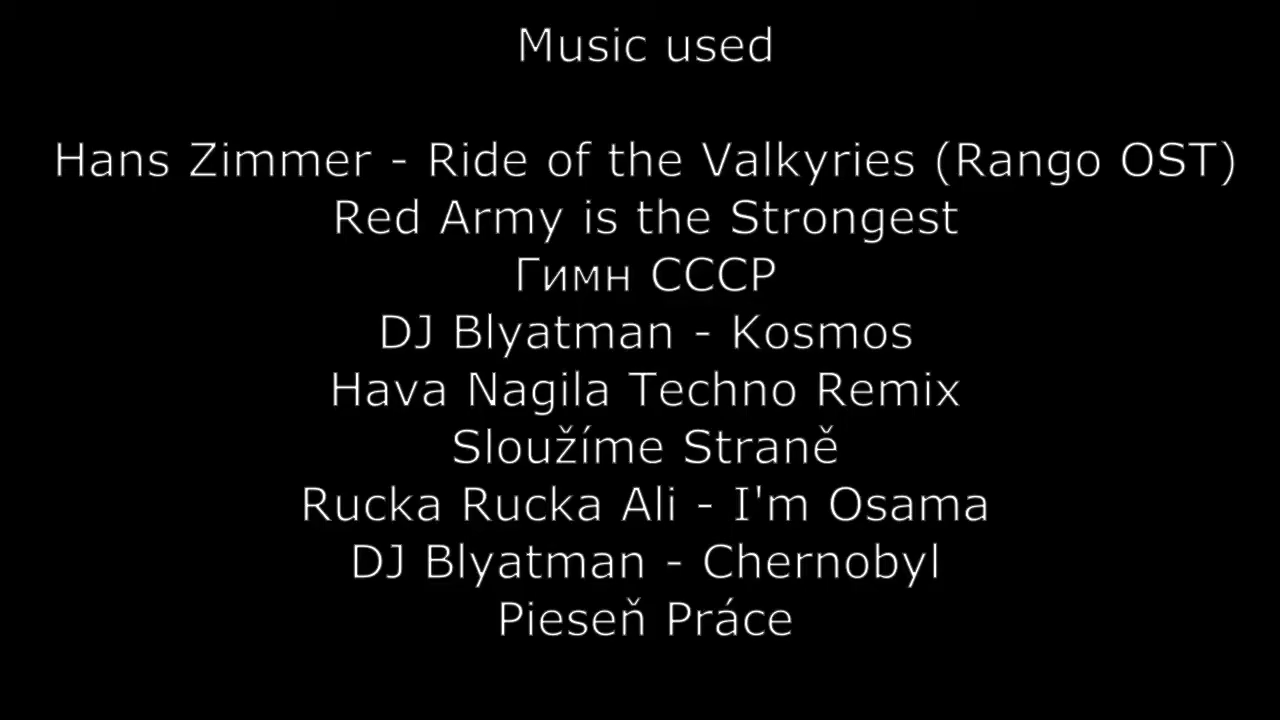 Music used
Hans Zimmer - Ride of the Valkyries (Rango OST)
Red Army is the Strongest
Гимн СССР
DJ Blyatman - Kosmos
Hava Nagila Techno Remix
Sloužíme Straně
Rucka Rucka Ali - I'm Osama
DJ Blyatman - Chernobyl
Pieseň Práce